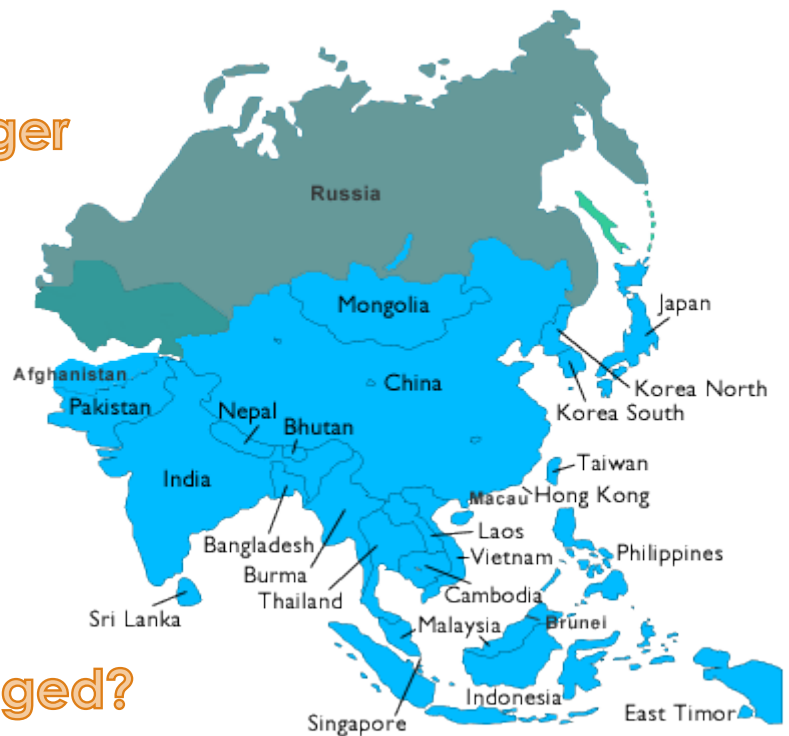 ger
Russia
Mongolia
Japan
Afghanistan
China
Korea North
Pakistan
Nepal
Korea South
Bhutan
Taiwan
India
Macau
Hong Kong
Laos
Bangladesh
Vietnam
Philippines
Burma
Thailand
Cambodia
Sri Lanka
Malaysia
Brunei
ged?
Indonesia
East Timor
Singapore